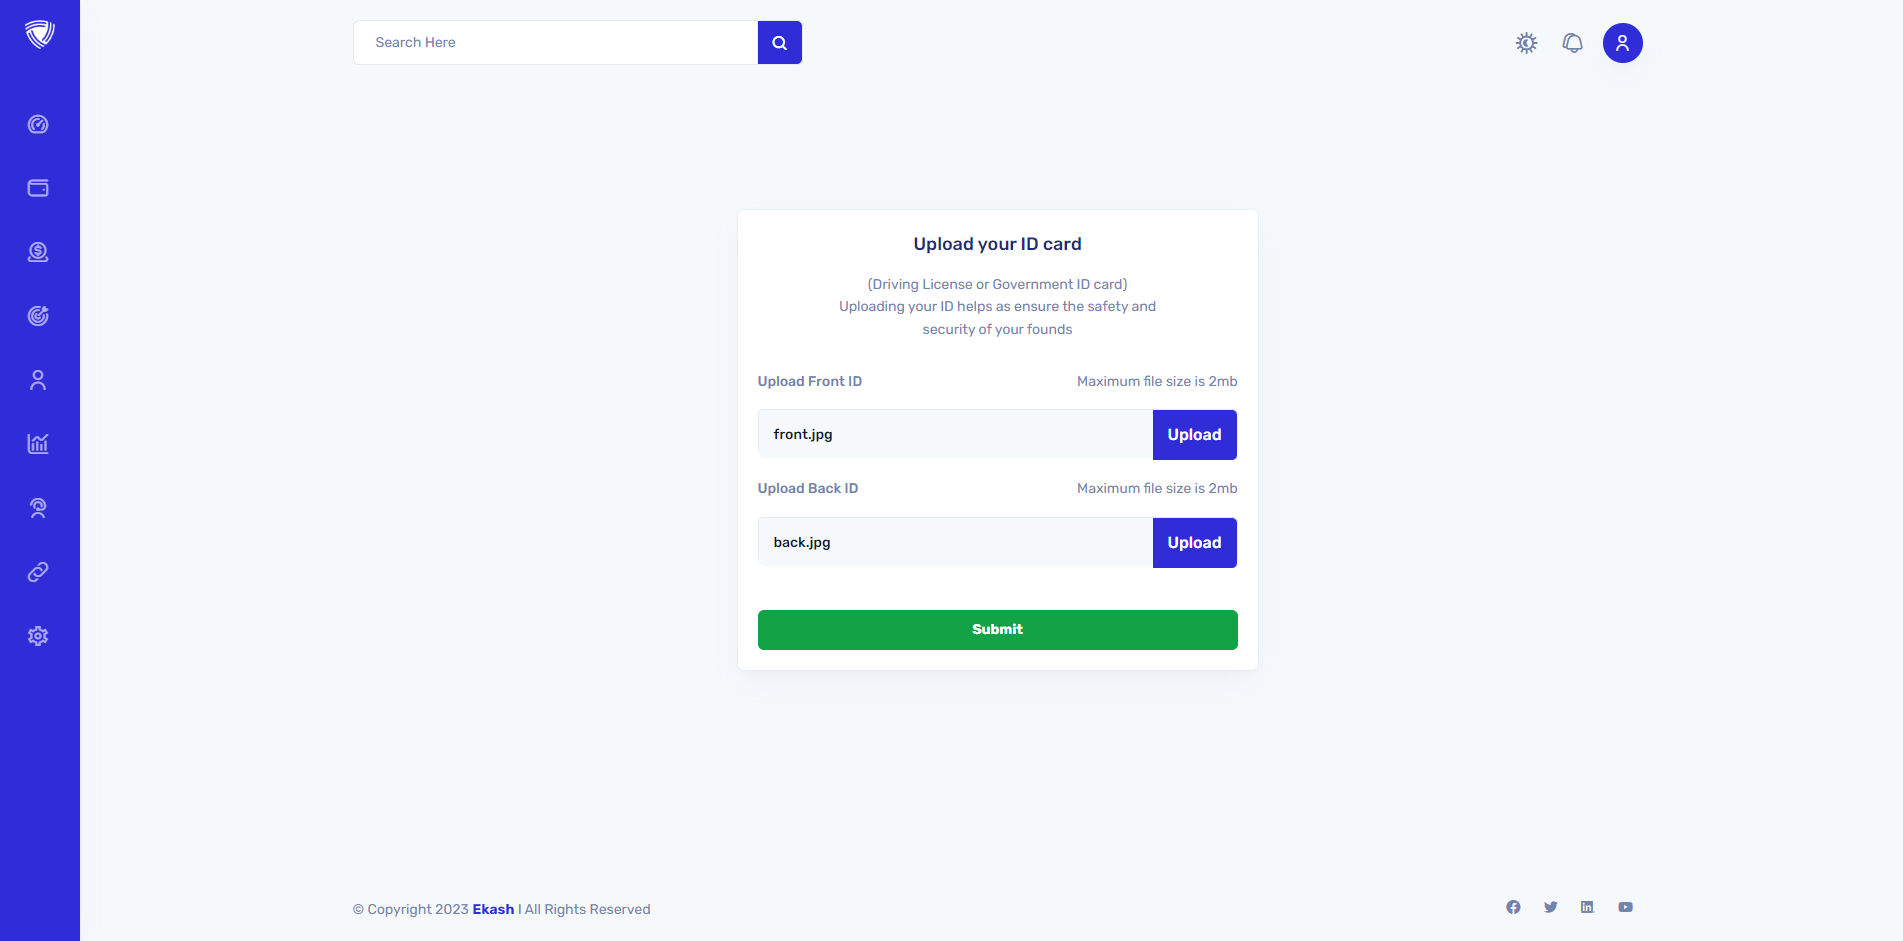 Search Here
Upload your ID card
(Driving License or Government ID card)
Uploading your ID helps as ensure the safety and
security of your founds
Upload Front ID
Maximum file size is 2mb
front.jpg
Upload
Upload Back ID
Maximum file size is 2mb
back.jpg
Upload
Submit
© Copyright 2023 Ekash I All Rights Reserved